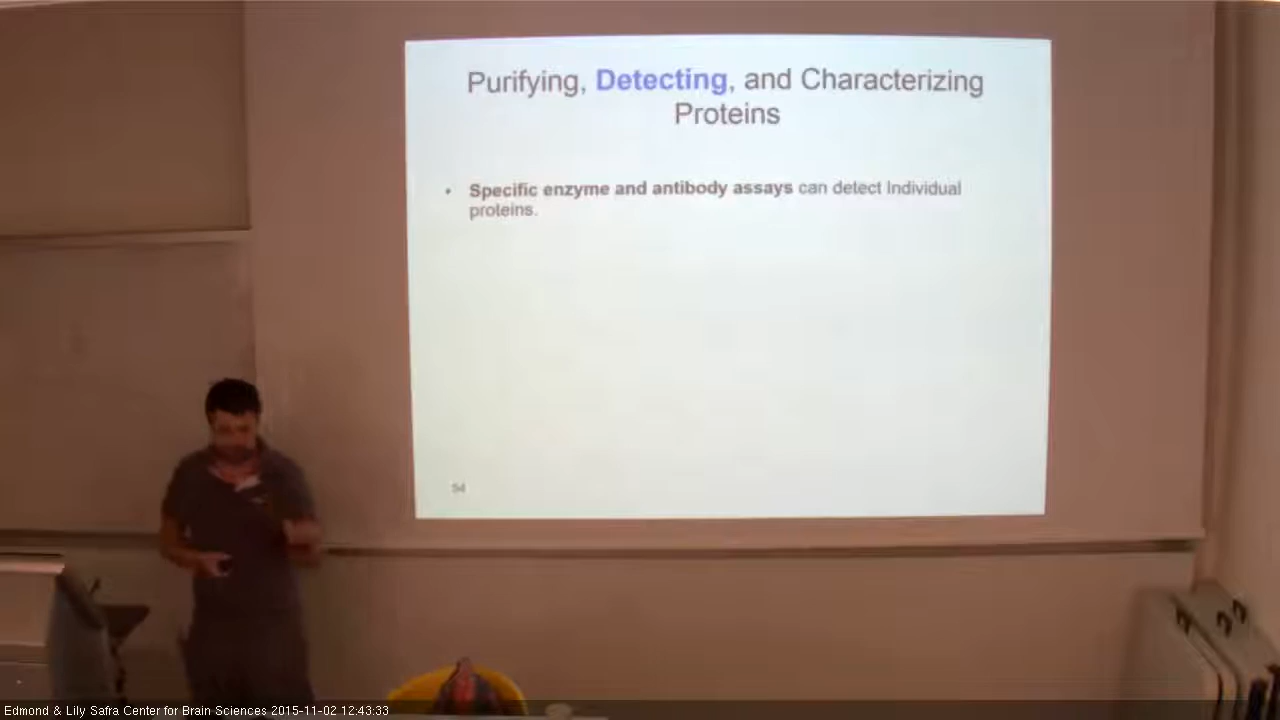 Purifying, Detecting, and Characterizing
Proteins
• Specific enzyme and antibody assays can detect Individual
proteins.
54
Edmond & Lily Safra Center for Brain Sciences 2015-11-02 12:43:33